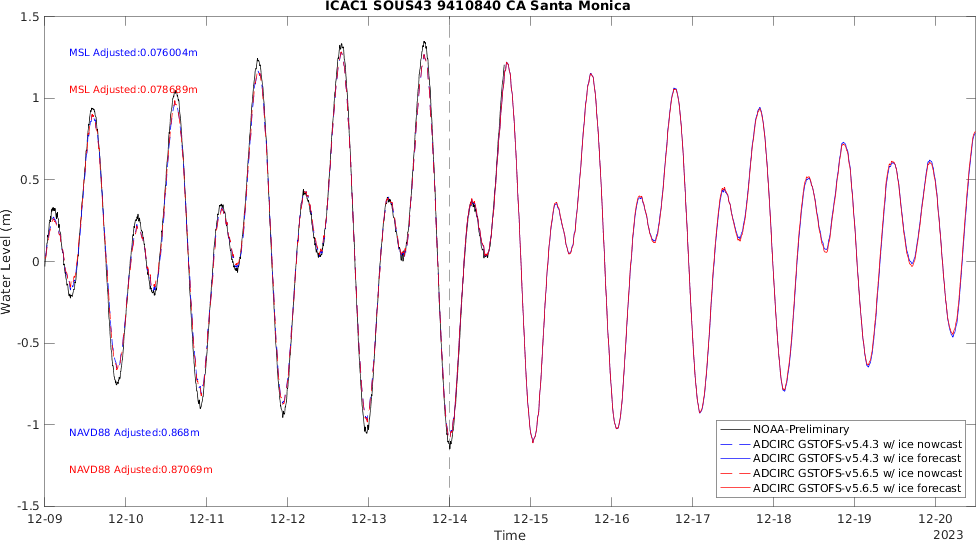 ICAC1 SOUS43 9410840 CA Santa Monica
1.5
1
0.5
0
-0.5
-1
-1.5
Water Level (m)
MSL Adjusted:0.076004m
MSL Adjusted:0.078689m
NAVD88 Adjusted:0.868m
NAVD88 Adjusted:0.87069m
NOAA-Preliminary
ADCIRC GSTOFS-v5.4.3 w/ ice nowcast
ADCIRC GSTOFS-v5.4.3 w/ ice forecast
ADCIRC GSTOFS-v5.6.5 w/ ice nowcast
ADCIRC GSTOFS-v5.6.5 w/ ice forecast
12-09 12-10 12-11 12-12 12-13 12-14 12-15 12-16 12-17 12-18 12-19 12-20
2023
Time